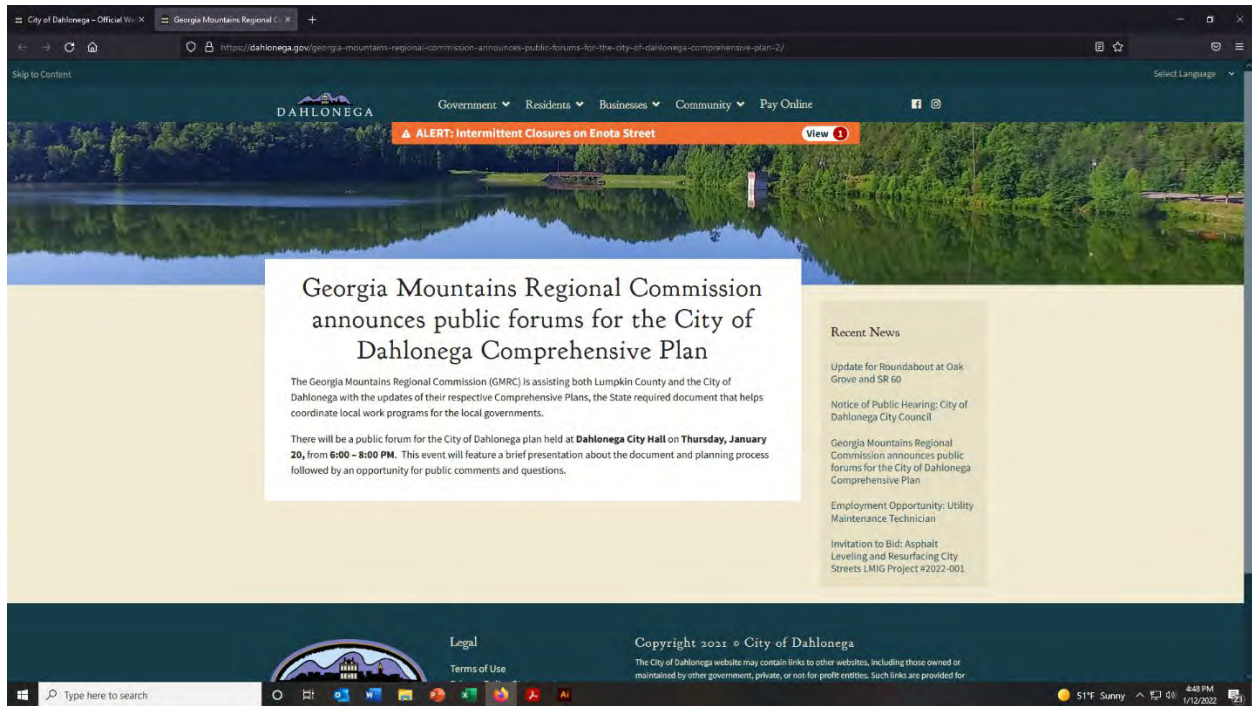 City of Dahlonega – Official We
Georgia Mountains Regional C
https://dahlonega.gov/georgia-mountains-regional-commission-announces-public-forums-for-the-city-of-dahlonega-comprehensive-plan-2/
Skip to Content
Select Language
DAHLONEGA
Government Residents Businesses Community Pay Online
ALERT: Intermittent Closures on Enota Street View 1
Georgia Mountains Regional Commission
announces public forums for the City of
Dahlonega Comprehensive Plan
The Georgia Mountains Regional Commission (GMRC) is assisting both Lumpkin County and the City of
Dahlonega with the updates of their respective Comprehensive Plans, the State required document that helps
coordinate local work programs for the local governments.
There will be a public forum for the City of Dahlonega plan held at Dahlonega City Hall on Thursday, January
20, from 6:00 – 8:00 PM. This event will feature a brief presentation about the document and planning process
followed by an opportunity for public comments and questions.
Recent News
Update for Roundabout at Oak
Grove and SR 60
Notice of Public Hearing: City of
Dahlonega City Council
Georgia Mountains Regional
Commission announces public
forums for the City of Dahlonega
Comprehensive Plan
Employment Opportunity: Utility
Maintenance Technician
Invitation to Bid: Asphalt
Leveling and Resurfacing City
Streets LMIG Project #2022-001
Legal
Terms of Use
Copyright 2021 © City of Dahlonega
The City of Dahlonega website may contain links to other websites, including those owned or
maintained by other government, private, or not-for-profit entities. Such links are provided for
Type here to search
Ai
51°F Sunny
4:48 PM
1/12/2022
23